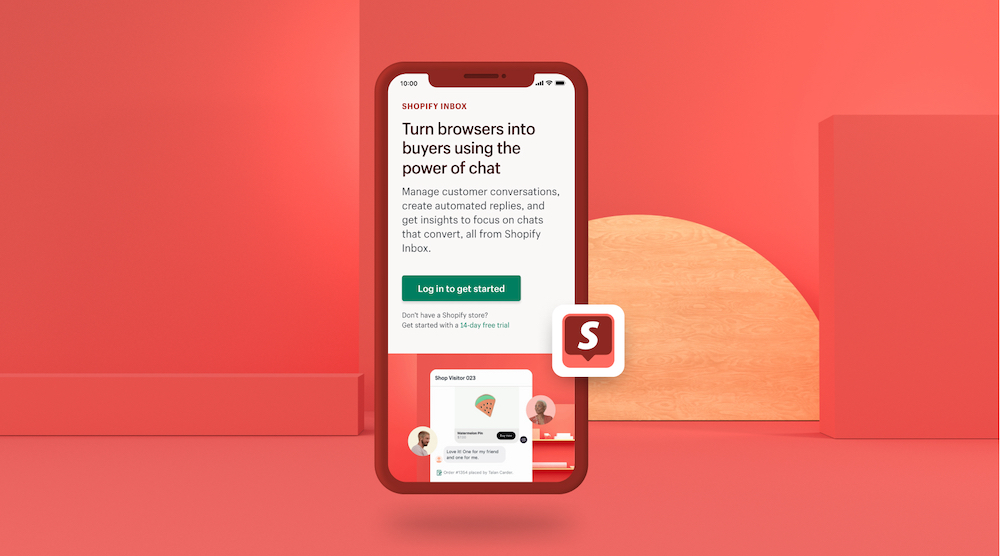 10:00
SHOPIFY INBOX
Turn browsers into
buyers using the
power of chat
Manage customer conversations,
create automated replies, and
get insights to focus on chats
that convert, all from Shopify
Inbox.
Log in to get started
Don't have a Shopify store?
Get started with a 14-day free trial
S
Shop Visitor 023
Watermelon Pin
Buy now
Love it! One for my friend
and one for me.
Order #1254 placed by Talan Carder.